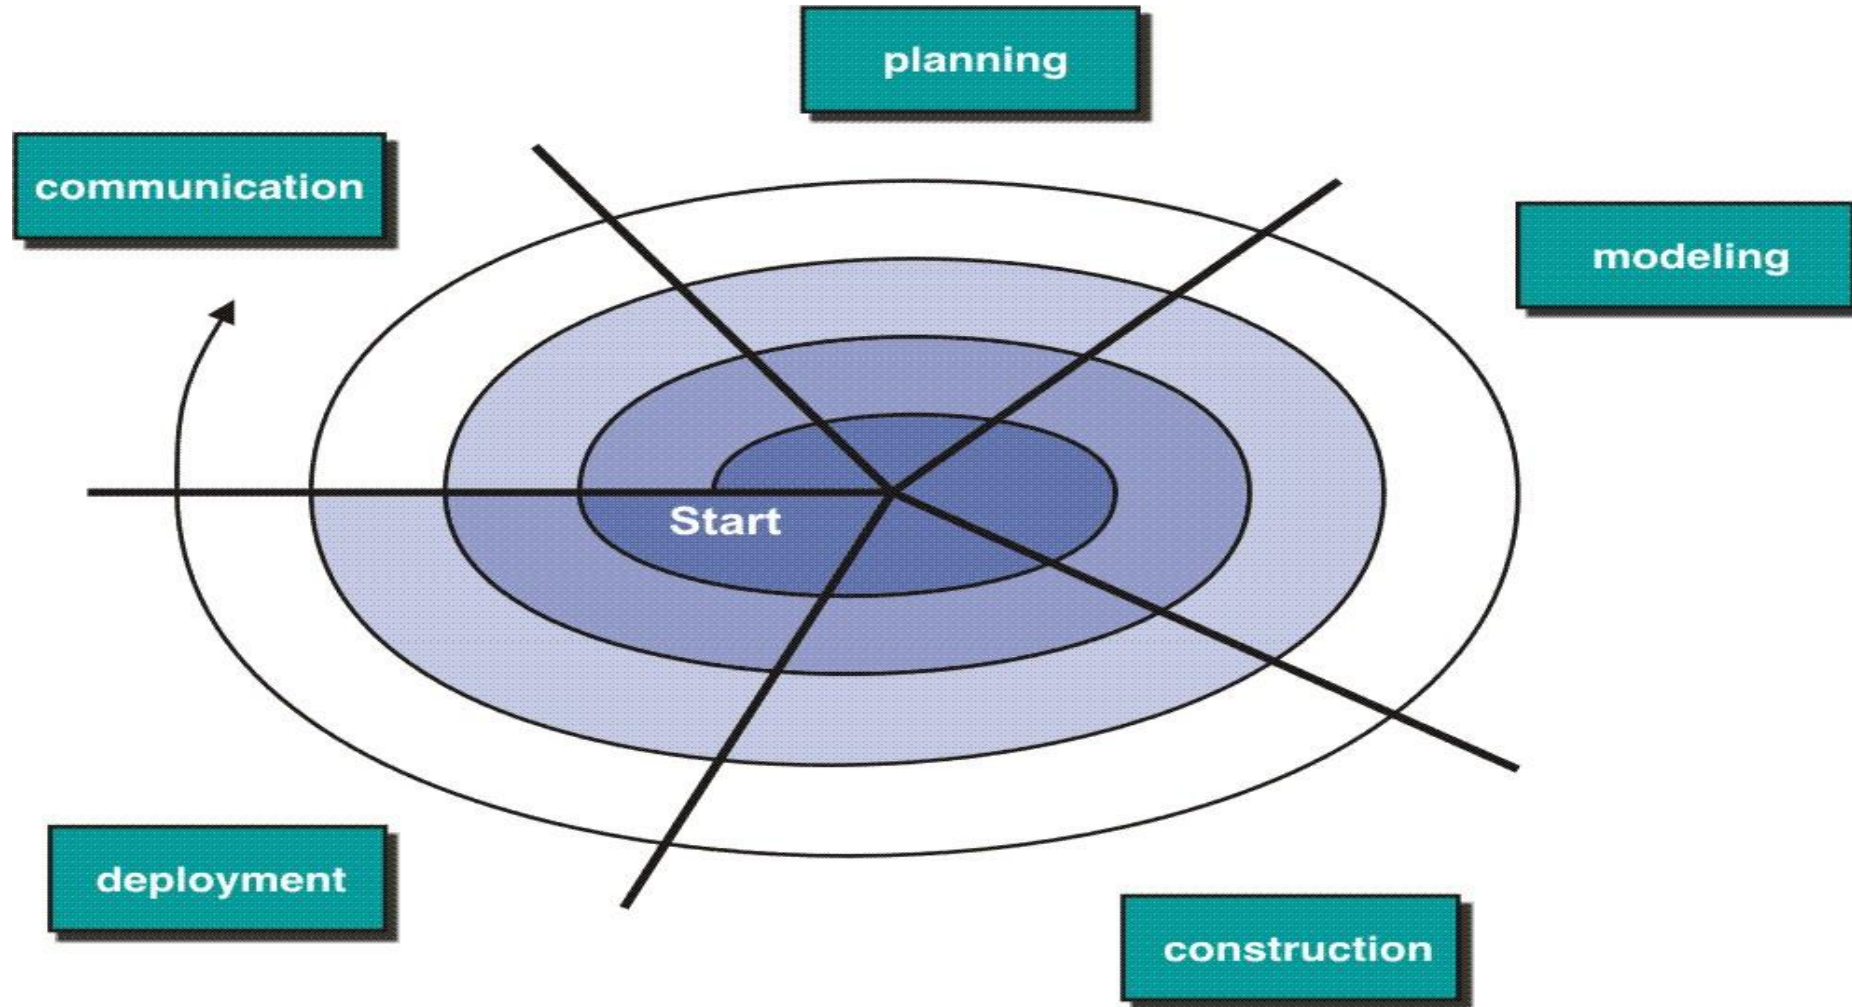 planning
communication
modeling
Start
deployment
construction